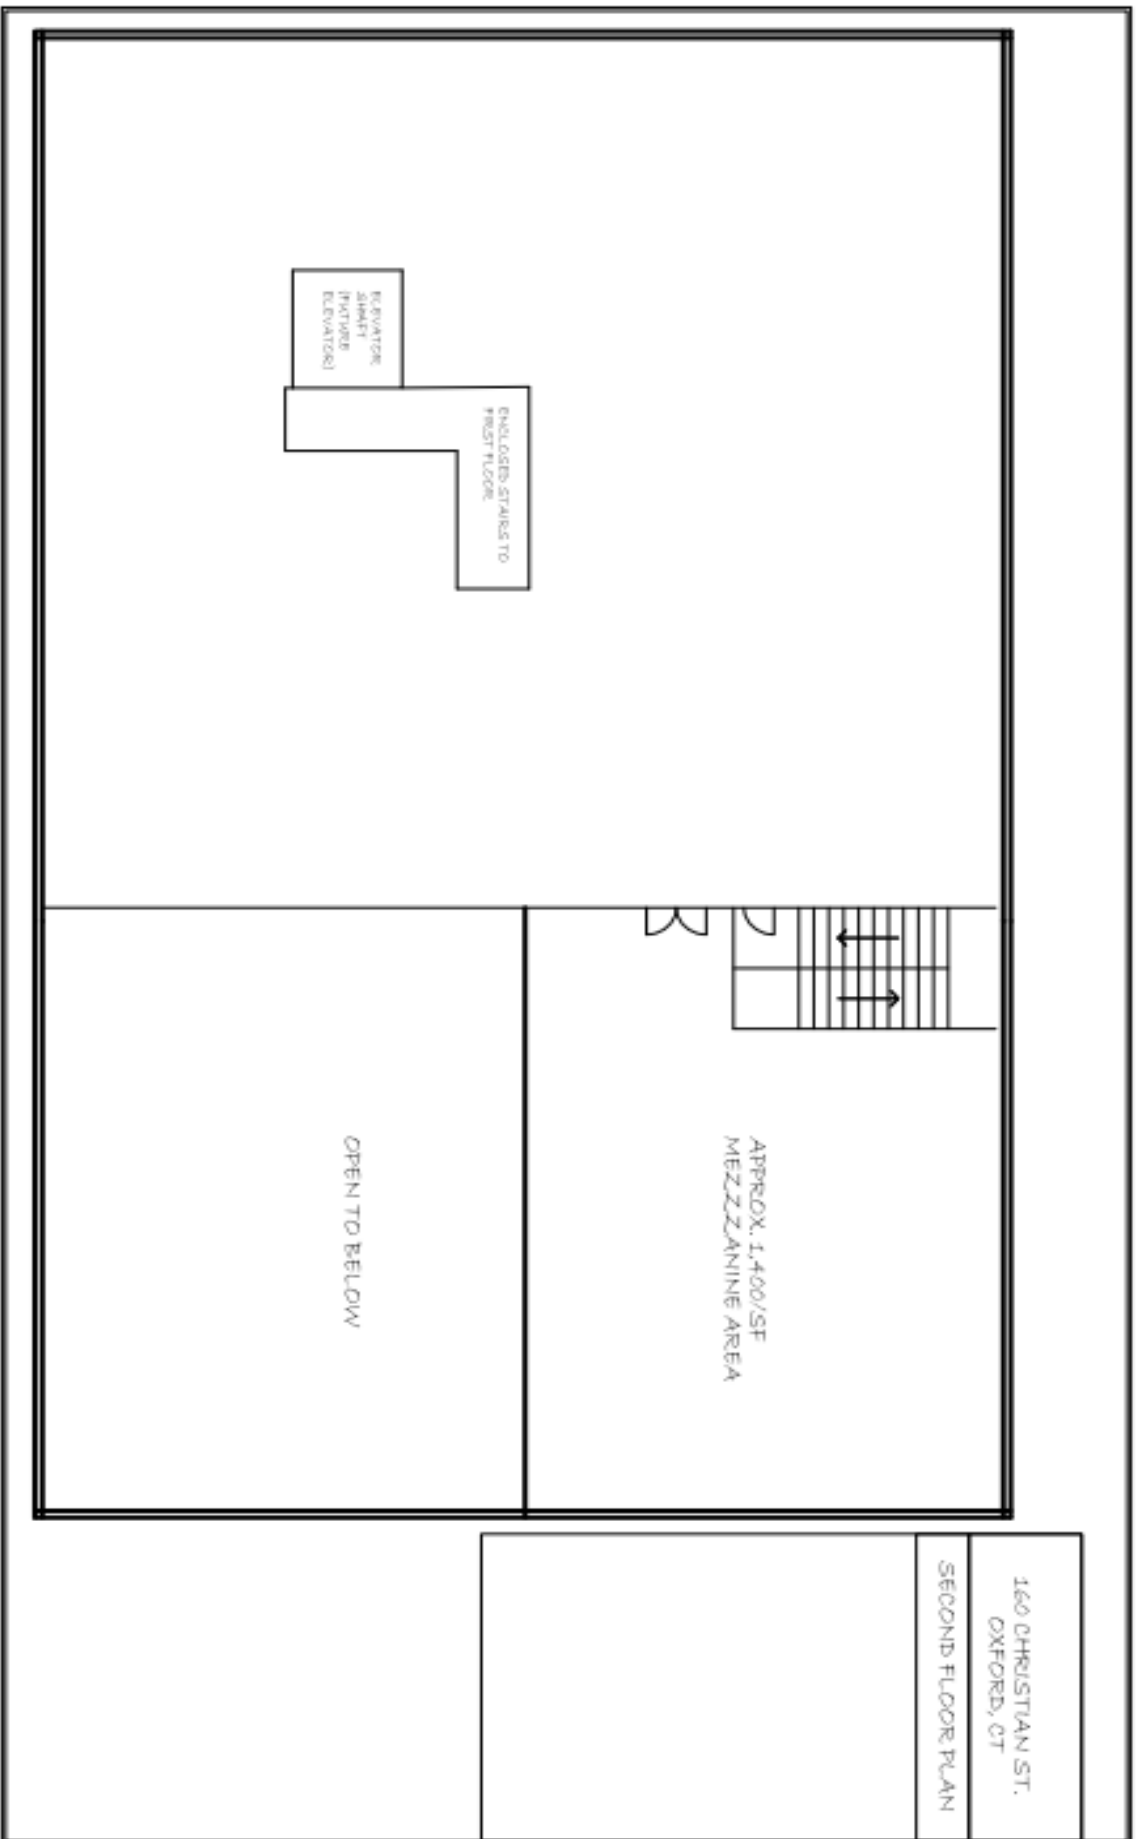 ELEVATOR
SHAFT
(FUTURE
ELEVATOR)
ENCLOSED STAIRS TO
FIRST FLOOR
APPROX. 1,400/SF
MEZZZANINE AREA
OPEN TO BELOW
160 CHRISTIAN ST.
OXFORD, CT
SECOND FLOOR PLAN